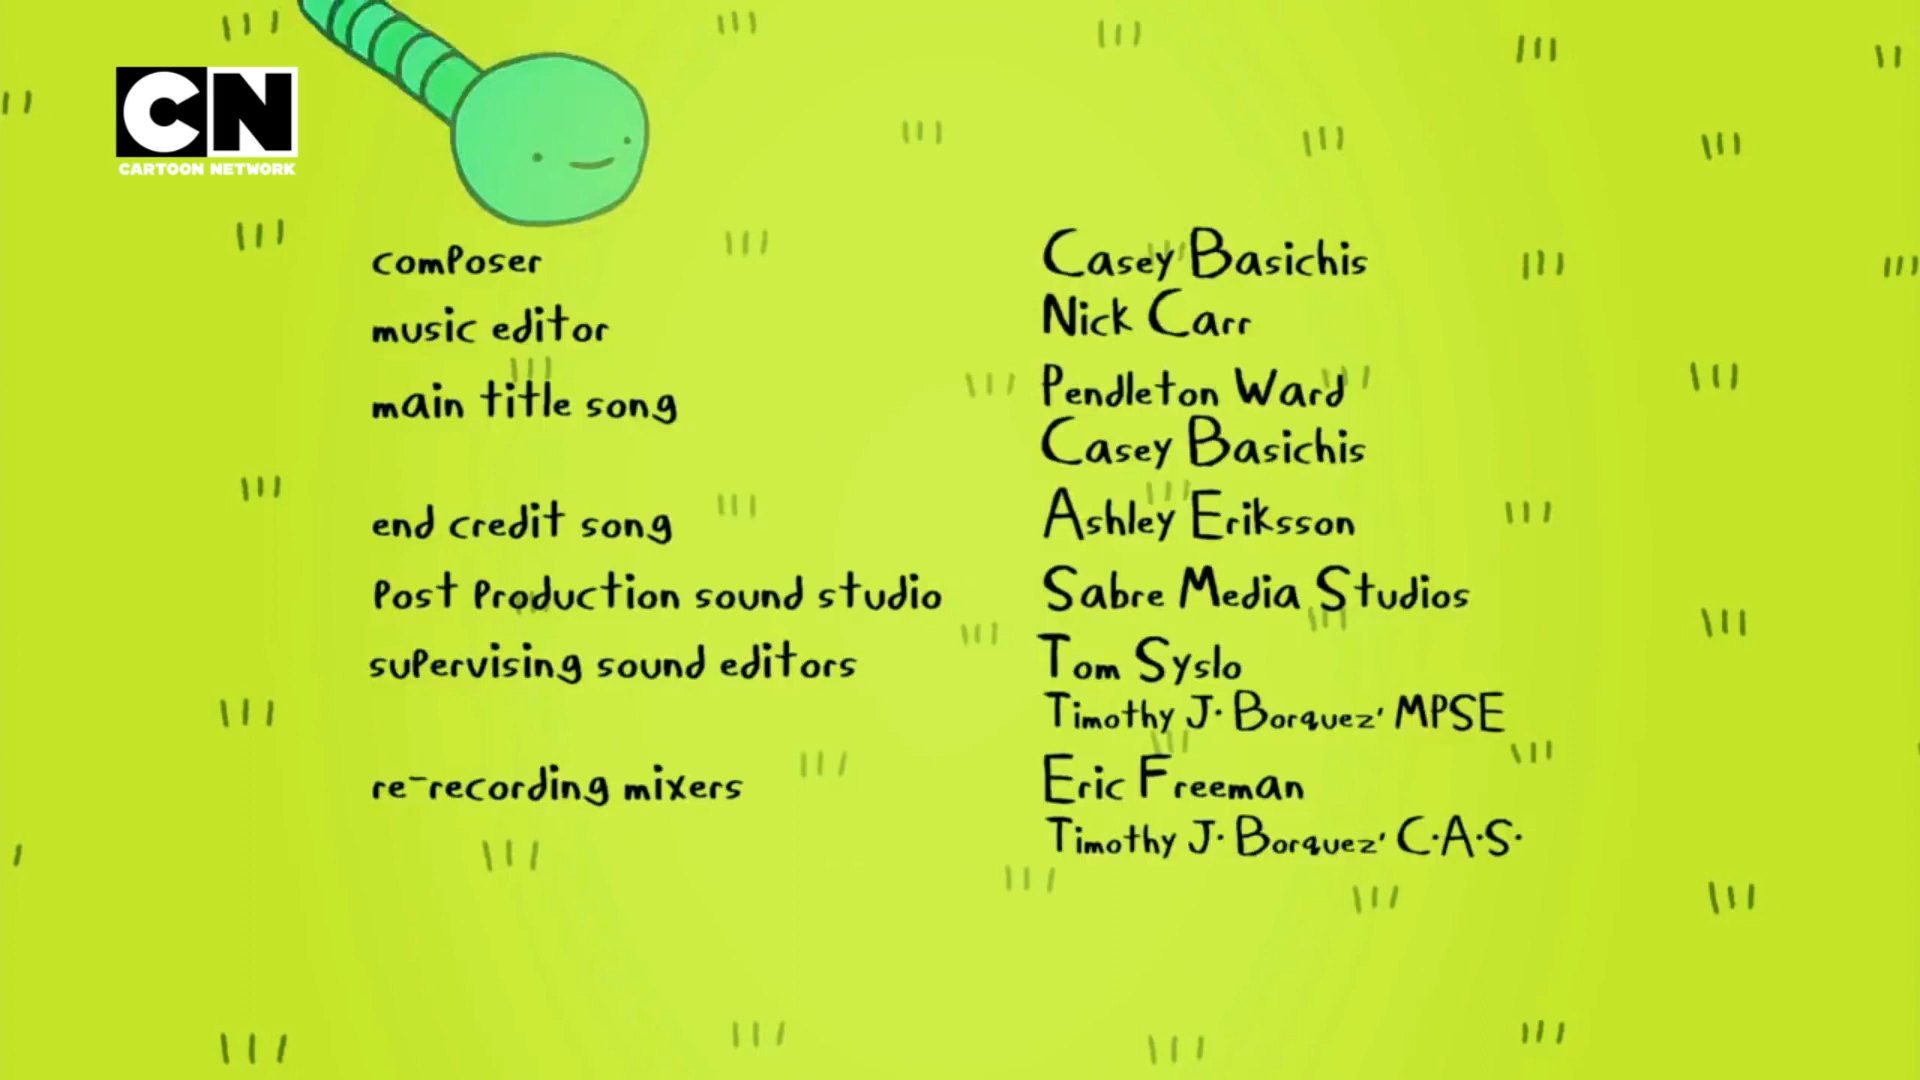 CN
CARTOON NETWORK
composer Casey Basichis
music editor Nick Carr
main title song Pendleton Ward
Casey Basichis
end credit song Ashley Eriksson
Post Production sound studio Sabre Media Studios
supervising sound editors Tom Syslo
Timothy J. Borquez, MPSE
re-recording mixers Eric Freeman
Timothy J. Borquez, C.A.S.